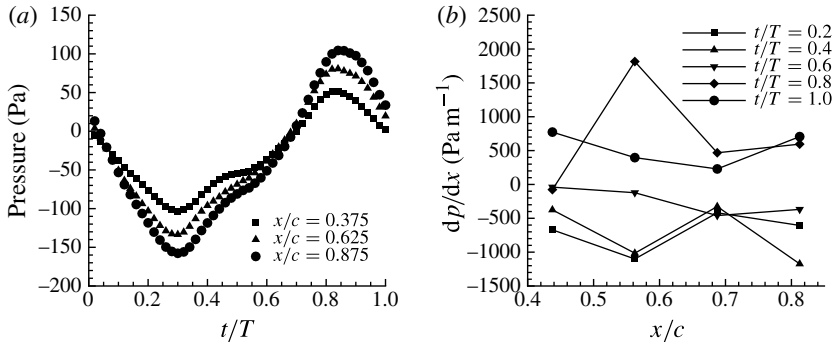 (a)
150
100
50
0
−50
−100
−150
−200
Pressure (Pa)
x/c = 0.375
x/c = 0.625
x/c = 0.875
0 0.2 0.4 0.6 0.8 1.0
t/T
(b)
2500
2000
1500
1000
500
0
−500
−1000
−1500
dp/dx (Pa m−1)
t/T = 0.2
t/T = 0.4
t/T = 0.6
t/T = 0.8
t/T = 1.0
0.4 0.5 0.6 0.7 0.8
x/c